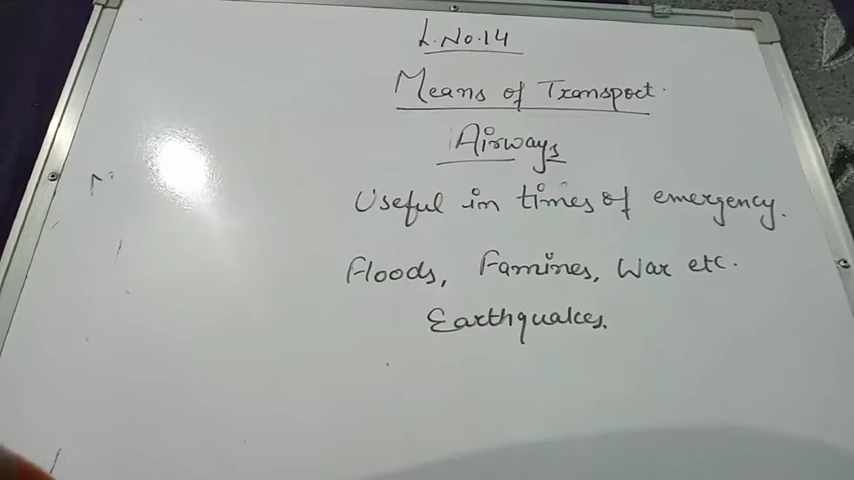 L.No.14
Means of Transport.
Airways
Useful in times of emergency.
Floods, Famines, War etc.
Earthquakes.